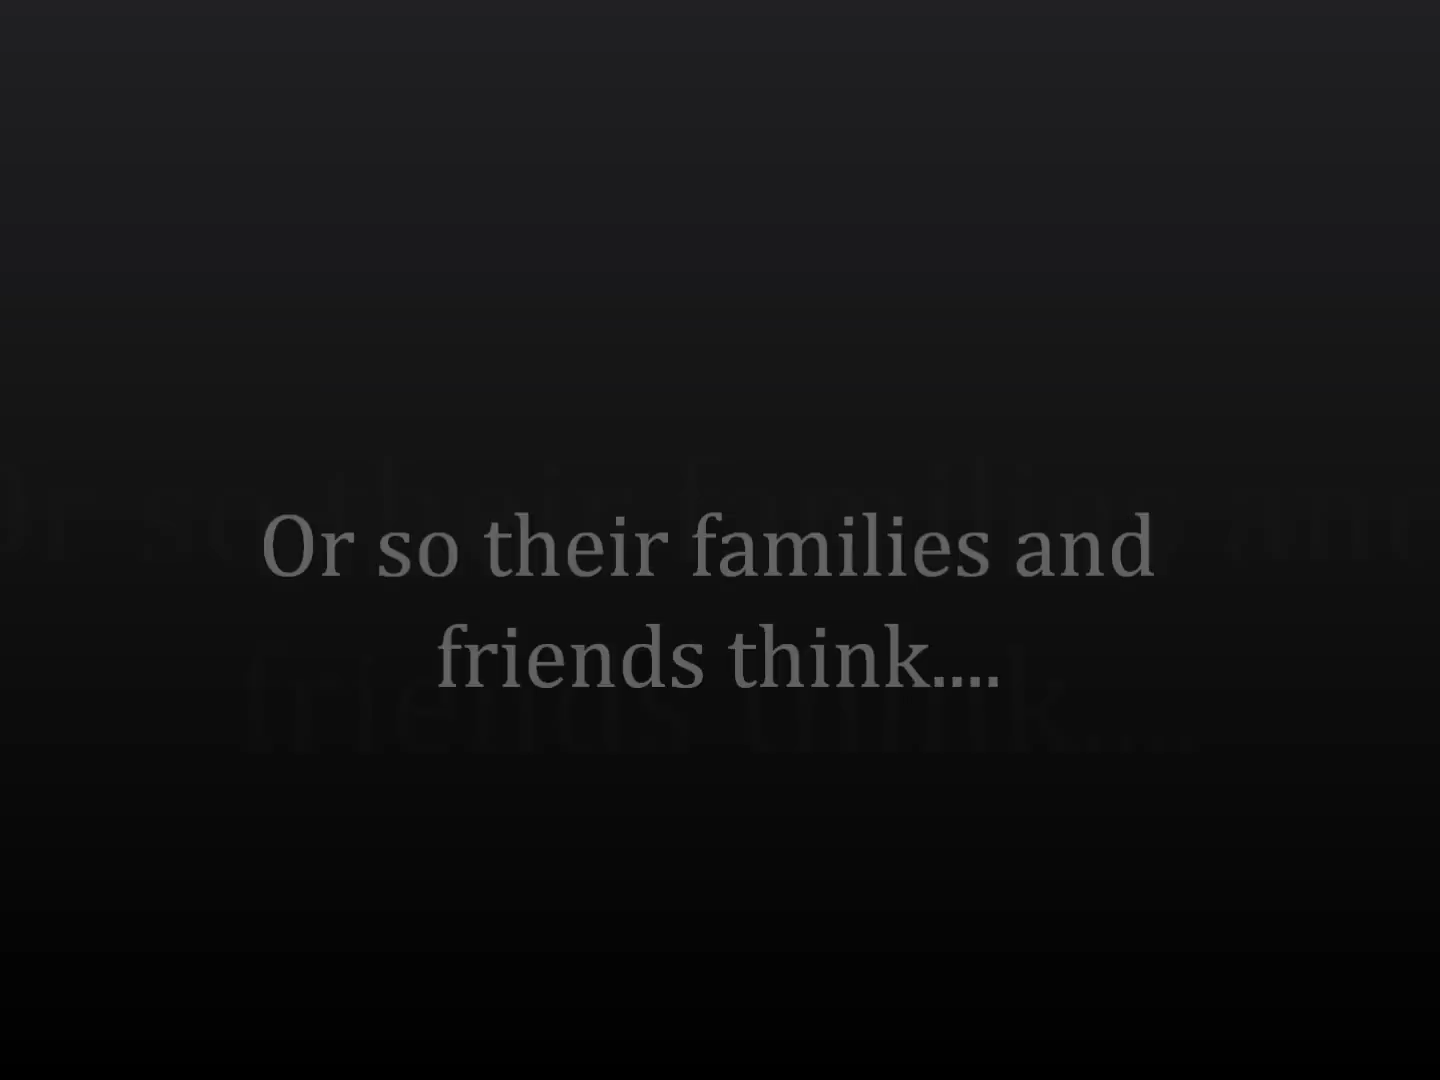 Or so their families and
friends think....